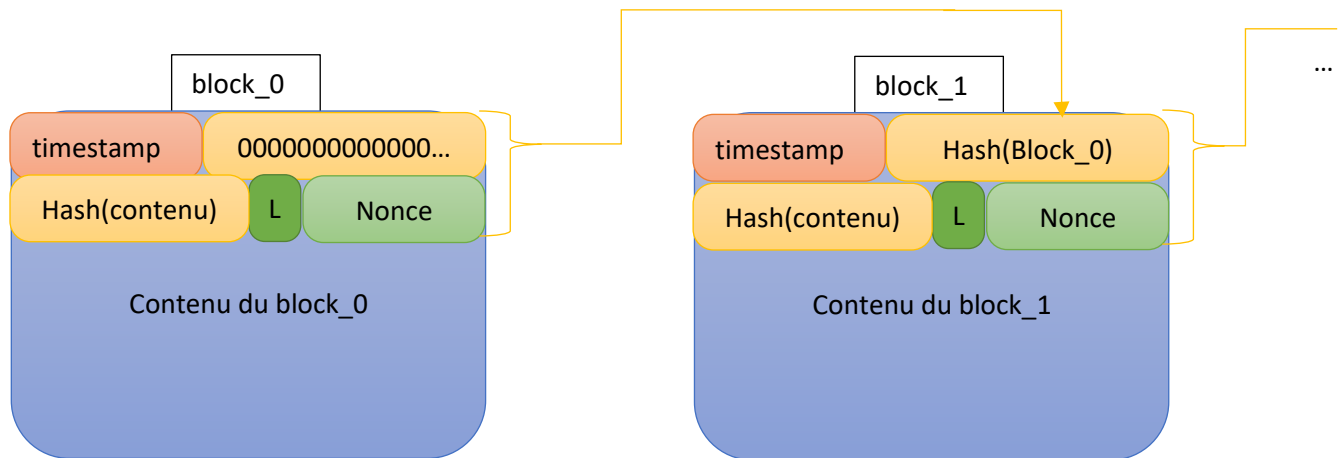 block_0
timestamp
0000000000000...
Hash(contenu)
L
Nonce
Contenu du block_0
block_1
timestamp
Hash(Block_0)
Hash(contenu)
L
Nonce
Contenu du block_1
...